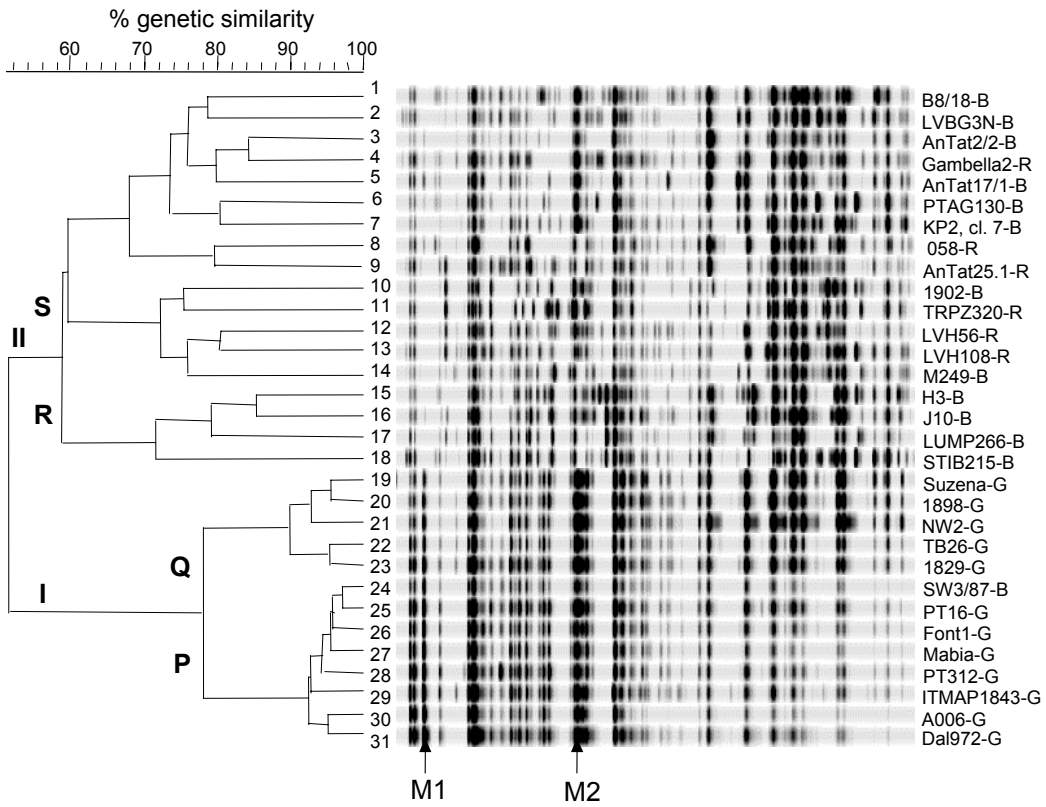 % genetic similarity
60 70 80 90 100
1 B8/18-B
2 LVBG3N-B
3 AnTat2/2-B
4 Gambella2-R
5 AnTat17/1-B
6 PTAG130-B
7 KP2, cl. 7-B
8 058-R
9 AnTat25.1-R
10 1902-B
11 TRPZ320-R
12 LVH56-R
13 LVH108-R
14 M249-B
15 H3-B
16 J10-B
17 LUMP266-B
18 STIB215-B
19 Suzena-G
20 1898-G
21 NW2-G
22 TB26-G
23 1829-G
24 SW3/87-B
25 PT16-G
26 Font1-G
27 Mabia-G
28 PT312-G
29 ITMAP1843-G
30 A006-G
31 Dal972-G
S
II
R
Q
I
P
M1 M2